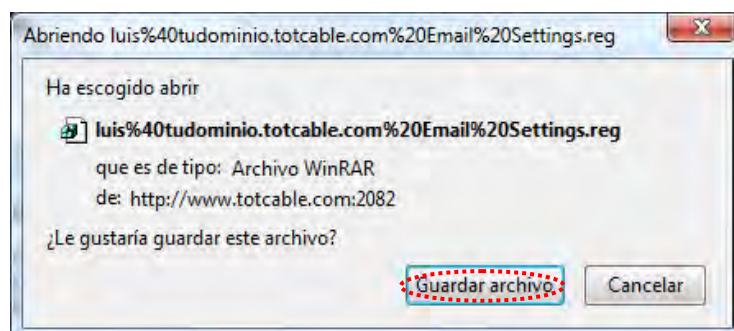 Abriendo luis%40tudominio.totcable.com%20Email%20Settings.reg
Ha escogido abrir
luis%40tudominio.totcable.com%20Email%20Settings.reg
que es de tipo: Archivo WinRAR
de: http://www.totcable.com:2082
¿Le gustaría guardar este archivo?
Guardar archivo Cancelar